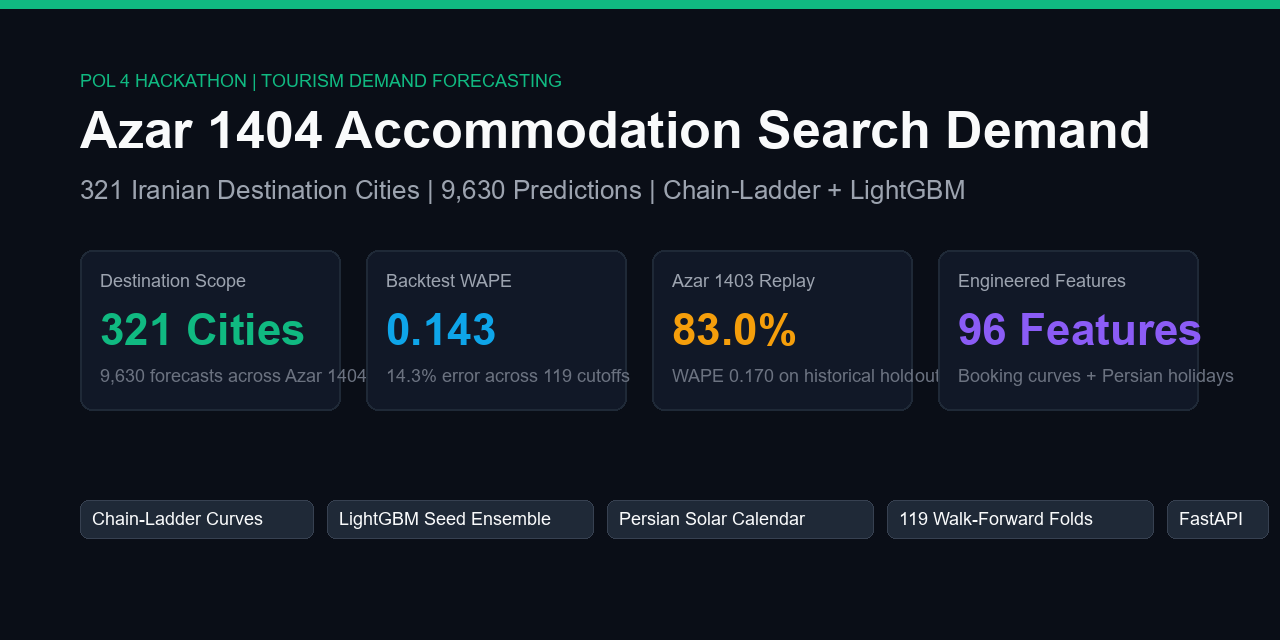 POL 4 HACKATHON | TOURISM DEMAND FORECASTING
Azar 1404 Accommodation Search Demand
321 Iranian Destination Cities | 9,630 Predictions | Chain-Ladder + LightGBM
Destination Scope
321 Cities
9,630 forecasts across Azar 1404
Backtest WAPE
0.143
14.3% error across 119 cutoffs
Azar 1403 Replay
83.0%
WAPE 0.170 on historical holdout
Engineered Features
96 Features
Booking curves + Persian holidays
Chain-Ladder Curves
LightGBM Seed Ensemble
Persian Solar Calendar
119 Walk-Forward Folds
FastAPI